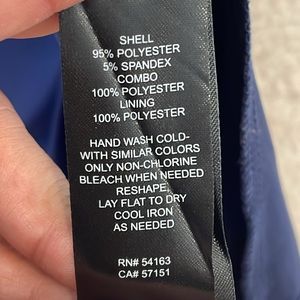 SHELL
95% POLYESTER
5% SPANDEX
COMBO
100% POLYESTER
LINING
100% POLYESTER
HAND WASH COLD-
WITH SIMILAR COLORS
ONLY NON-CHLORINE
BLEACH WHEN NEEDED
RESHAPE,
LAY FLAT TO DRY
COOL IRON
AS NEEDED
RN# 54163
CA# 57151